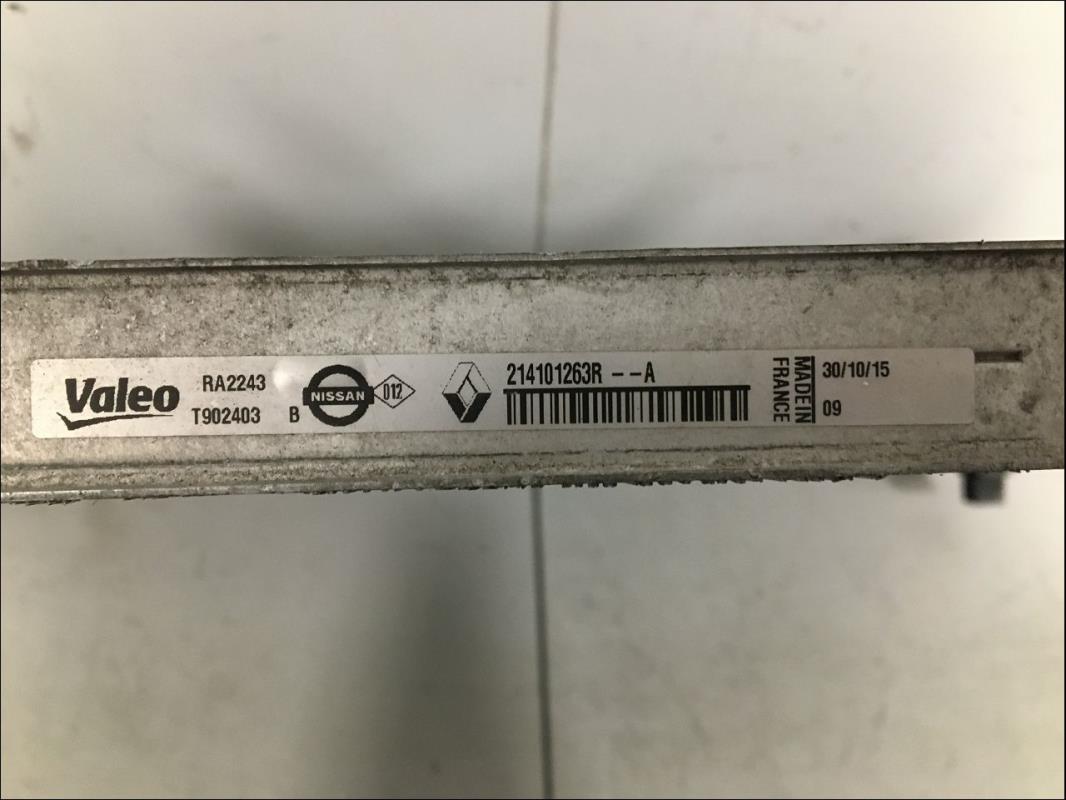 Valeo
RA2243
T902403 B
NISSAN
012
214101263R --A
MADE IN
FRANCE
30/10/15
09